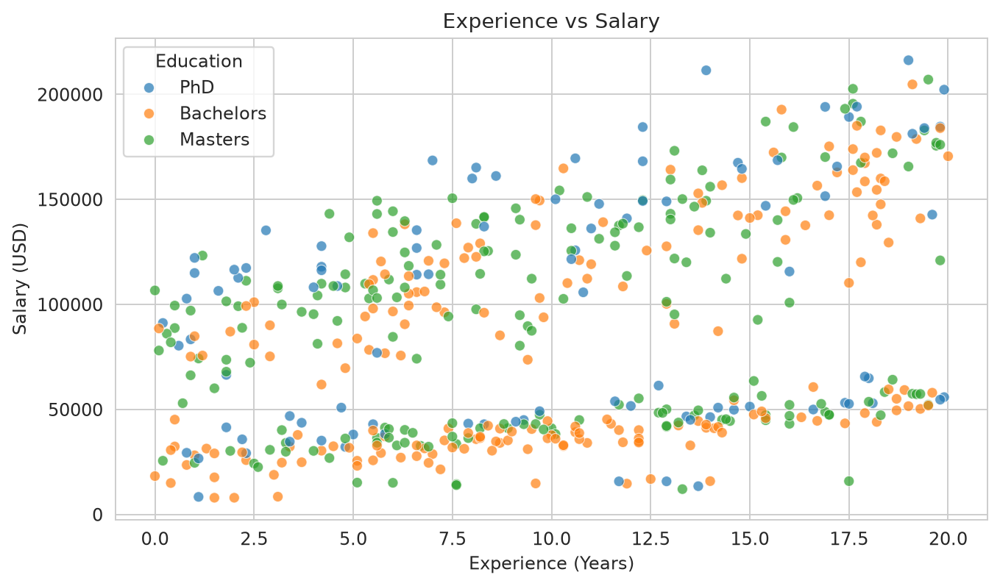 Experience vs Salary
Education
PhD
Bachelors
Masters
Salary (USD)
200000
150000
100000
50000
0
0.0 2.5 5.0 7.5 10.0 12.5 15.0 17.5 20.0
Experience (Years)